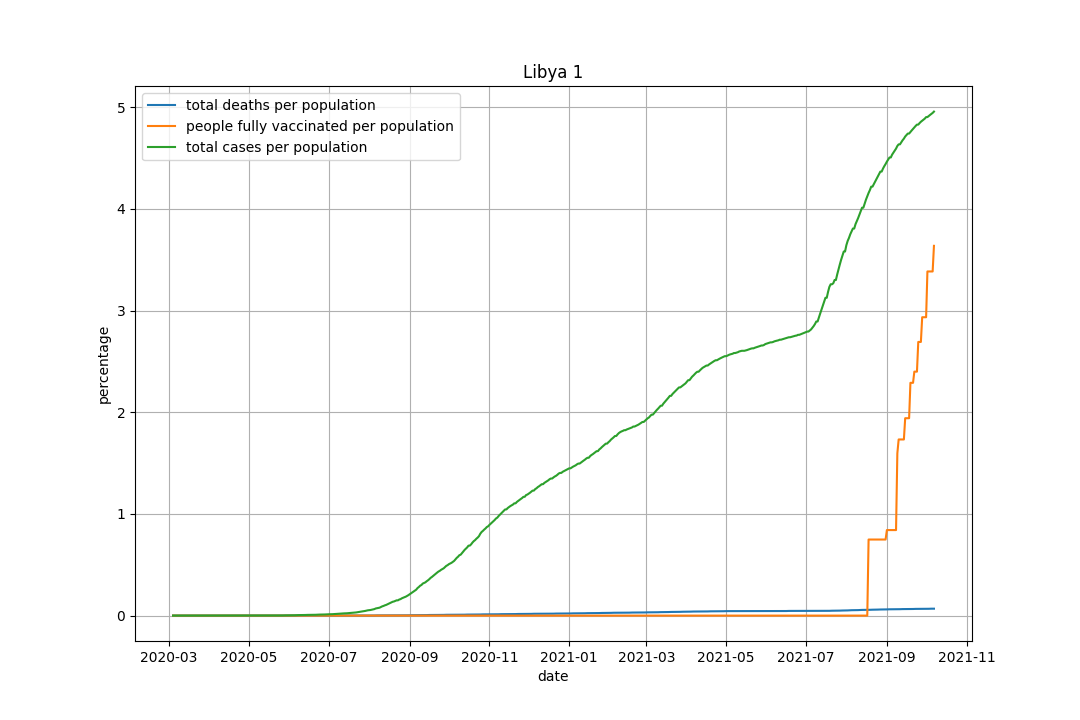 Libya 1
total deaths per population
people fully vaccinated per population
total cases per population
percentage
5
4
3
2
1
0
2020-03 2020-05 2020-07 2020-09 2020-11 2021-01 2021-03 2021-05 2021-07 2021-09 2021-11
date